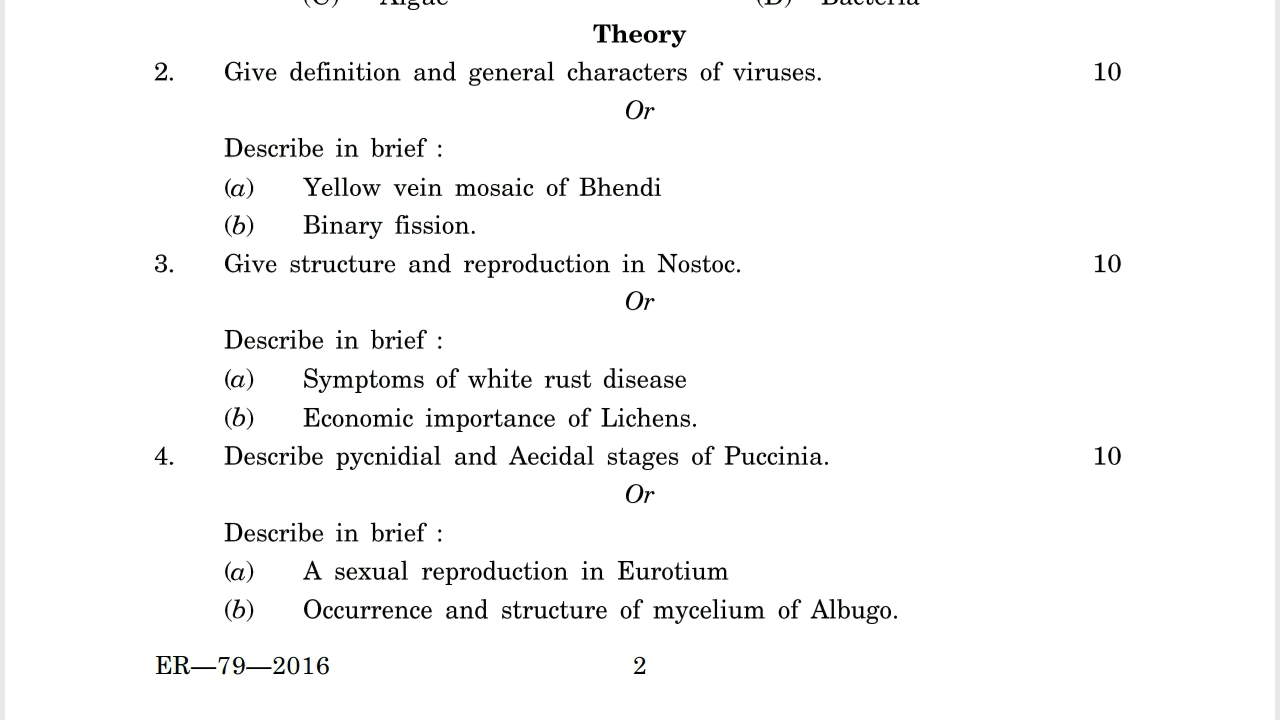 (C) Algae (D) Bacteria
Theory
2. Give definition and general characters of viruses. 10
Or
Describe in brief :
(a) Yellow vein mosaic of Bhendi
(b) Binary fission.
3. Give structure and reproduction in Nostoc. 10
Or
Describe in brief :
(a) Symptoms of white rust disease
(b) Economic importance of Lichens.
4. Describe pycnidial and Aecidal stages of Puccinia. 10
Or
Describe in brief :
(a) A sexual reproduction in Eurotium
(b) Occurrence and structure of mycelium of Albugo.
ER—79—2016 2